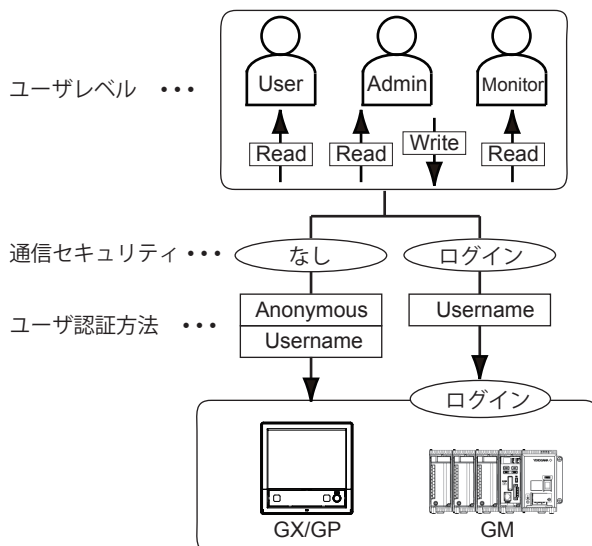 ユーザレベル ・・・
User Admin Monitor
Read Read Write Read
通信セキュリティ・・・ なし ログイン
ユーザ認証方法 ・・・ Anonymous Username
Username
ログイン
YOKOGAWA
GX/GP GM